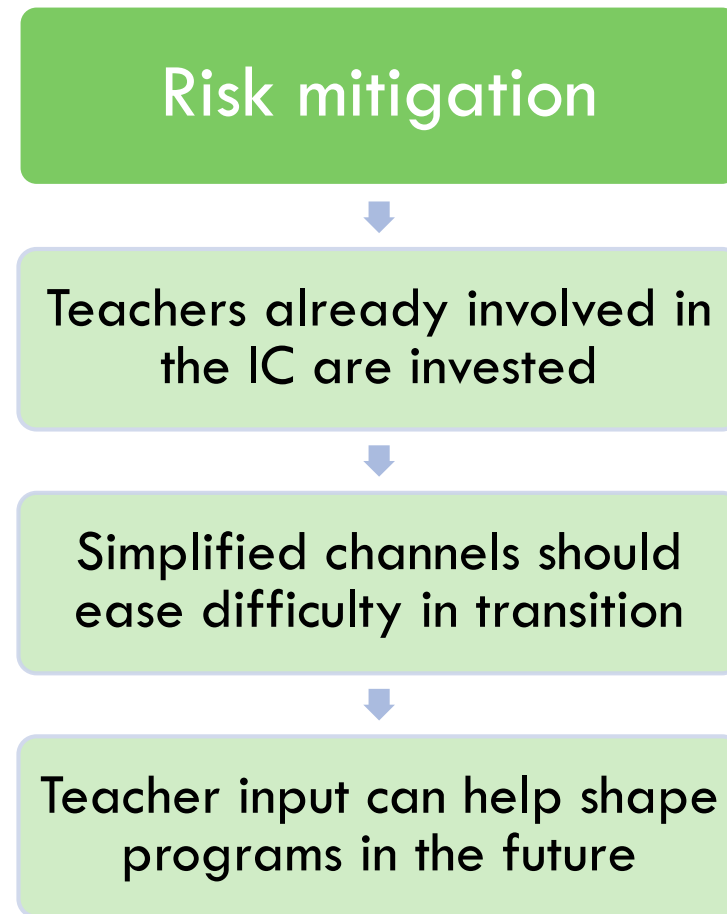 Risk mitigation
Teachers already involved in
the IC are invested
Simplified channels should
ease difficulty in transition
Teacher input can help shape
programs in the future